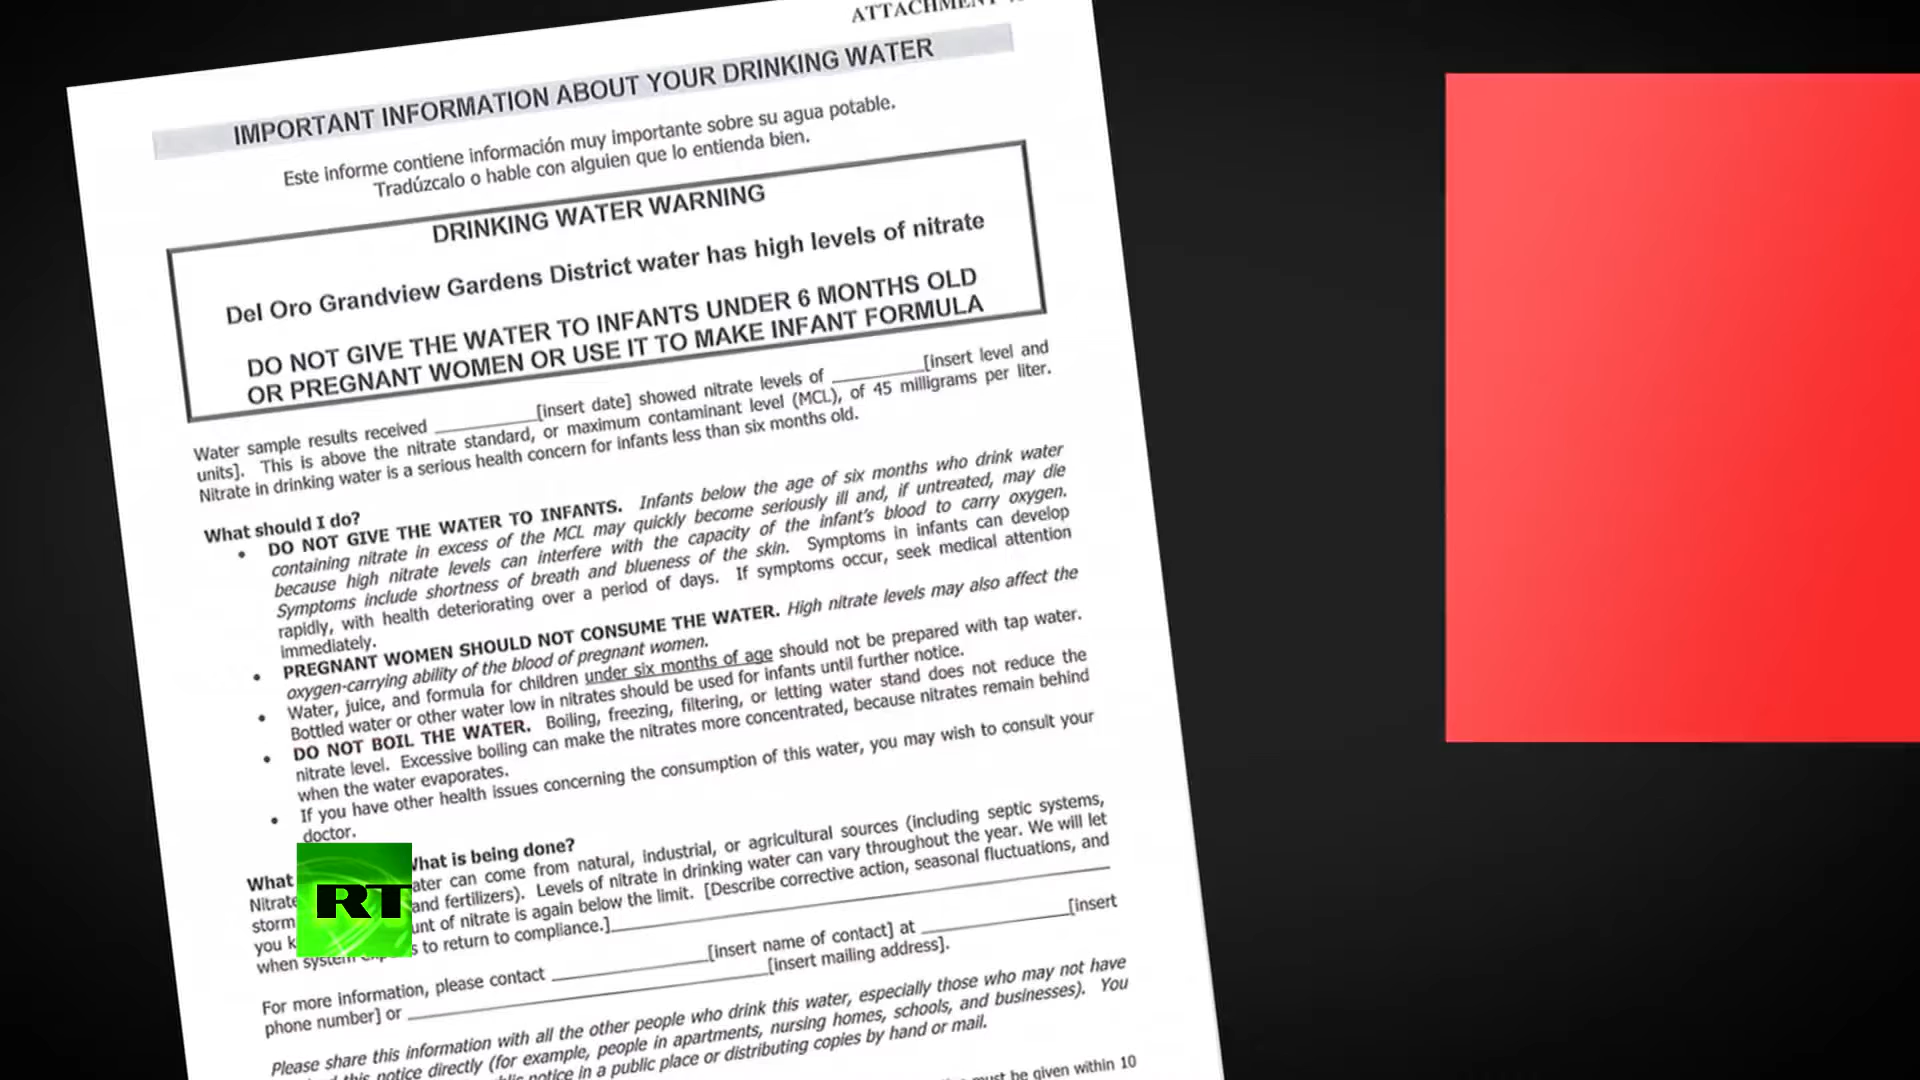 ATTACHMENT
IMPORTANT INFORMATION ABOUT YOUR DRINKING WATER
Este informe contiene información muy importante sobre su agua potable.
Tradúzcalo o hable con alguien que lo entienda bien.
DRINKING WATER WARNING
Del Oro Grandview Gardens District water has high levels of nitrate
DO NOT GIVE THE WATER TO INFANTS UNDER 6 MONTHS OLD
OR PREGNANT WOMEN OR USE IT TO MAKE INFANT FORMULA
Water sample results received __________[insert date] showed nitrate levels of __________[insert level and
units]. This is above the nitrate standard, or maximum contaminant level (MCL), of 45 milligrams per liter.
Nitrate in drinking water is a serious health concern for infants less than six months old.
What should I do?
• DO NOT GIVE THE WATER TO INFANTS. Infants below the age of six months who drink water
containing nitrate in excess of the MCL may quickly become seriously ill and, if untreated, may die
because high nitrate levels can interfere with the capacity of the infant's blood to carry oxygen.
Symptoms include shortness of breath and blueness of the skin. Symptoms in infants can develop
rapidly, with health deteriorating over a period of days. If symptoms occur, seek medical attention
immediately.
• PREGNANT WOMEN SHOULD NOT CONSUME THE WATER. High nitrate levels may also affect the
oxygen-carrying ability of the blood of pregnant women.
• Water, juice, and formula for children under six months of age should not be prepared with tap water.
Bottled water or other water low in nitrates should be used for infants until further notice.
• DO NOT BOIL THE WATER. Boiling, freezing, filtering, or letting water stand does not reduce the
nitrate level. Excessive boiling can make the nitrates more concentrated, because nitrates remain behind
when the water evaporates.
• If you have other health issues concerning the consumption of this water, you may wish to consult your
doctor.
What What is being done?
Nitrate ater can come from natural, industrial, or agricultural sources (including septic systems,
storm and fertilizers). Levels of nitrate in drinking water can vary throughout the year. We will let
you k unt of nitrate is again below the limit. [Describe corrective action, seasonal fluctuations, and
when system s to return to compliance.]__________
RT
For more information, please contact __________[insert name of contact] at __________[insert
phone number] or __________[insert mailing address].
Please share this information with all the other people who drink this water, especially those who may not have
this notice directly (for example, people in apartments, nursing homes, schools, and businesses). You
notice in a public place or distributing copies by hand or mail.
must be given within 10